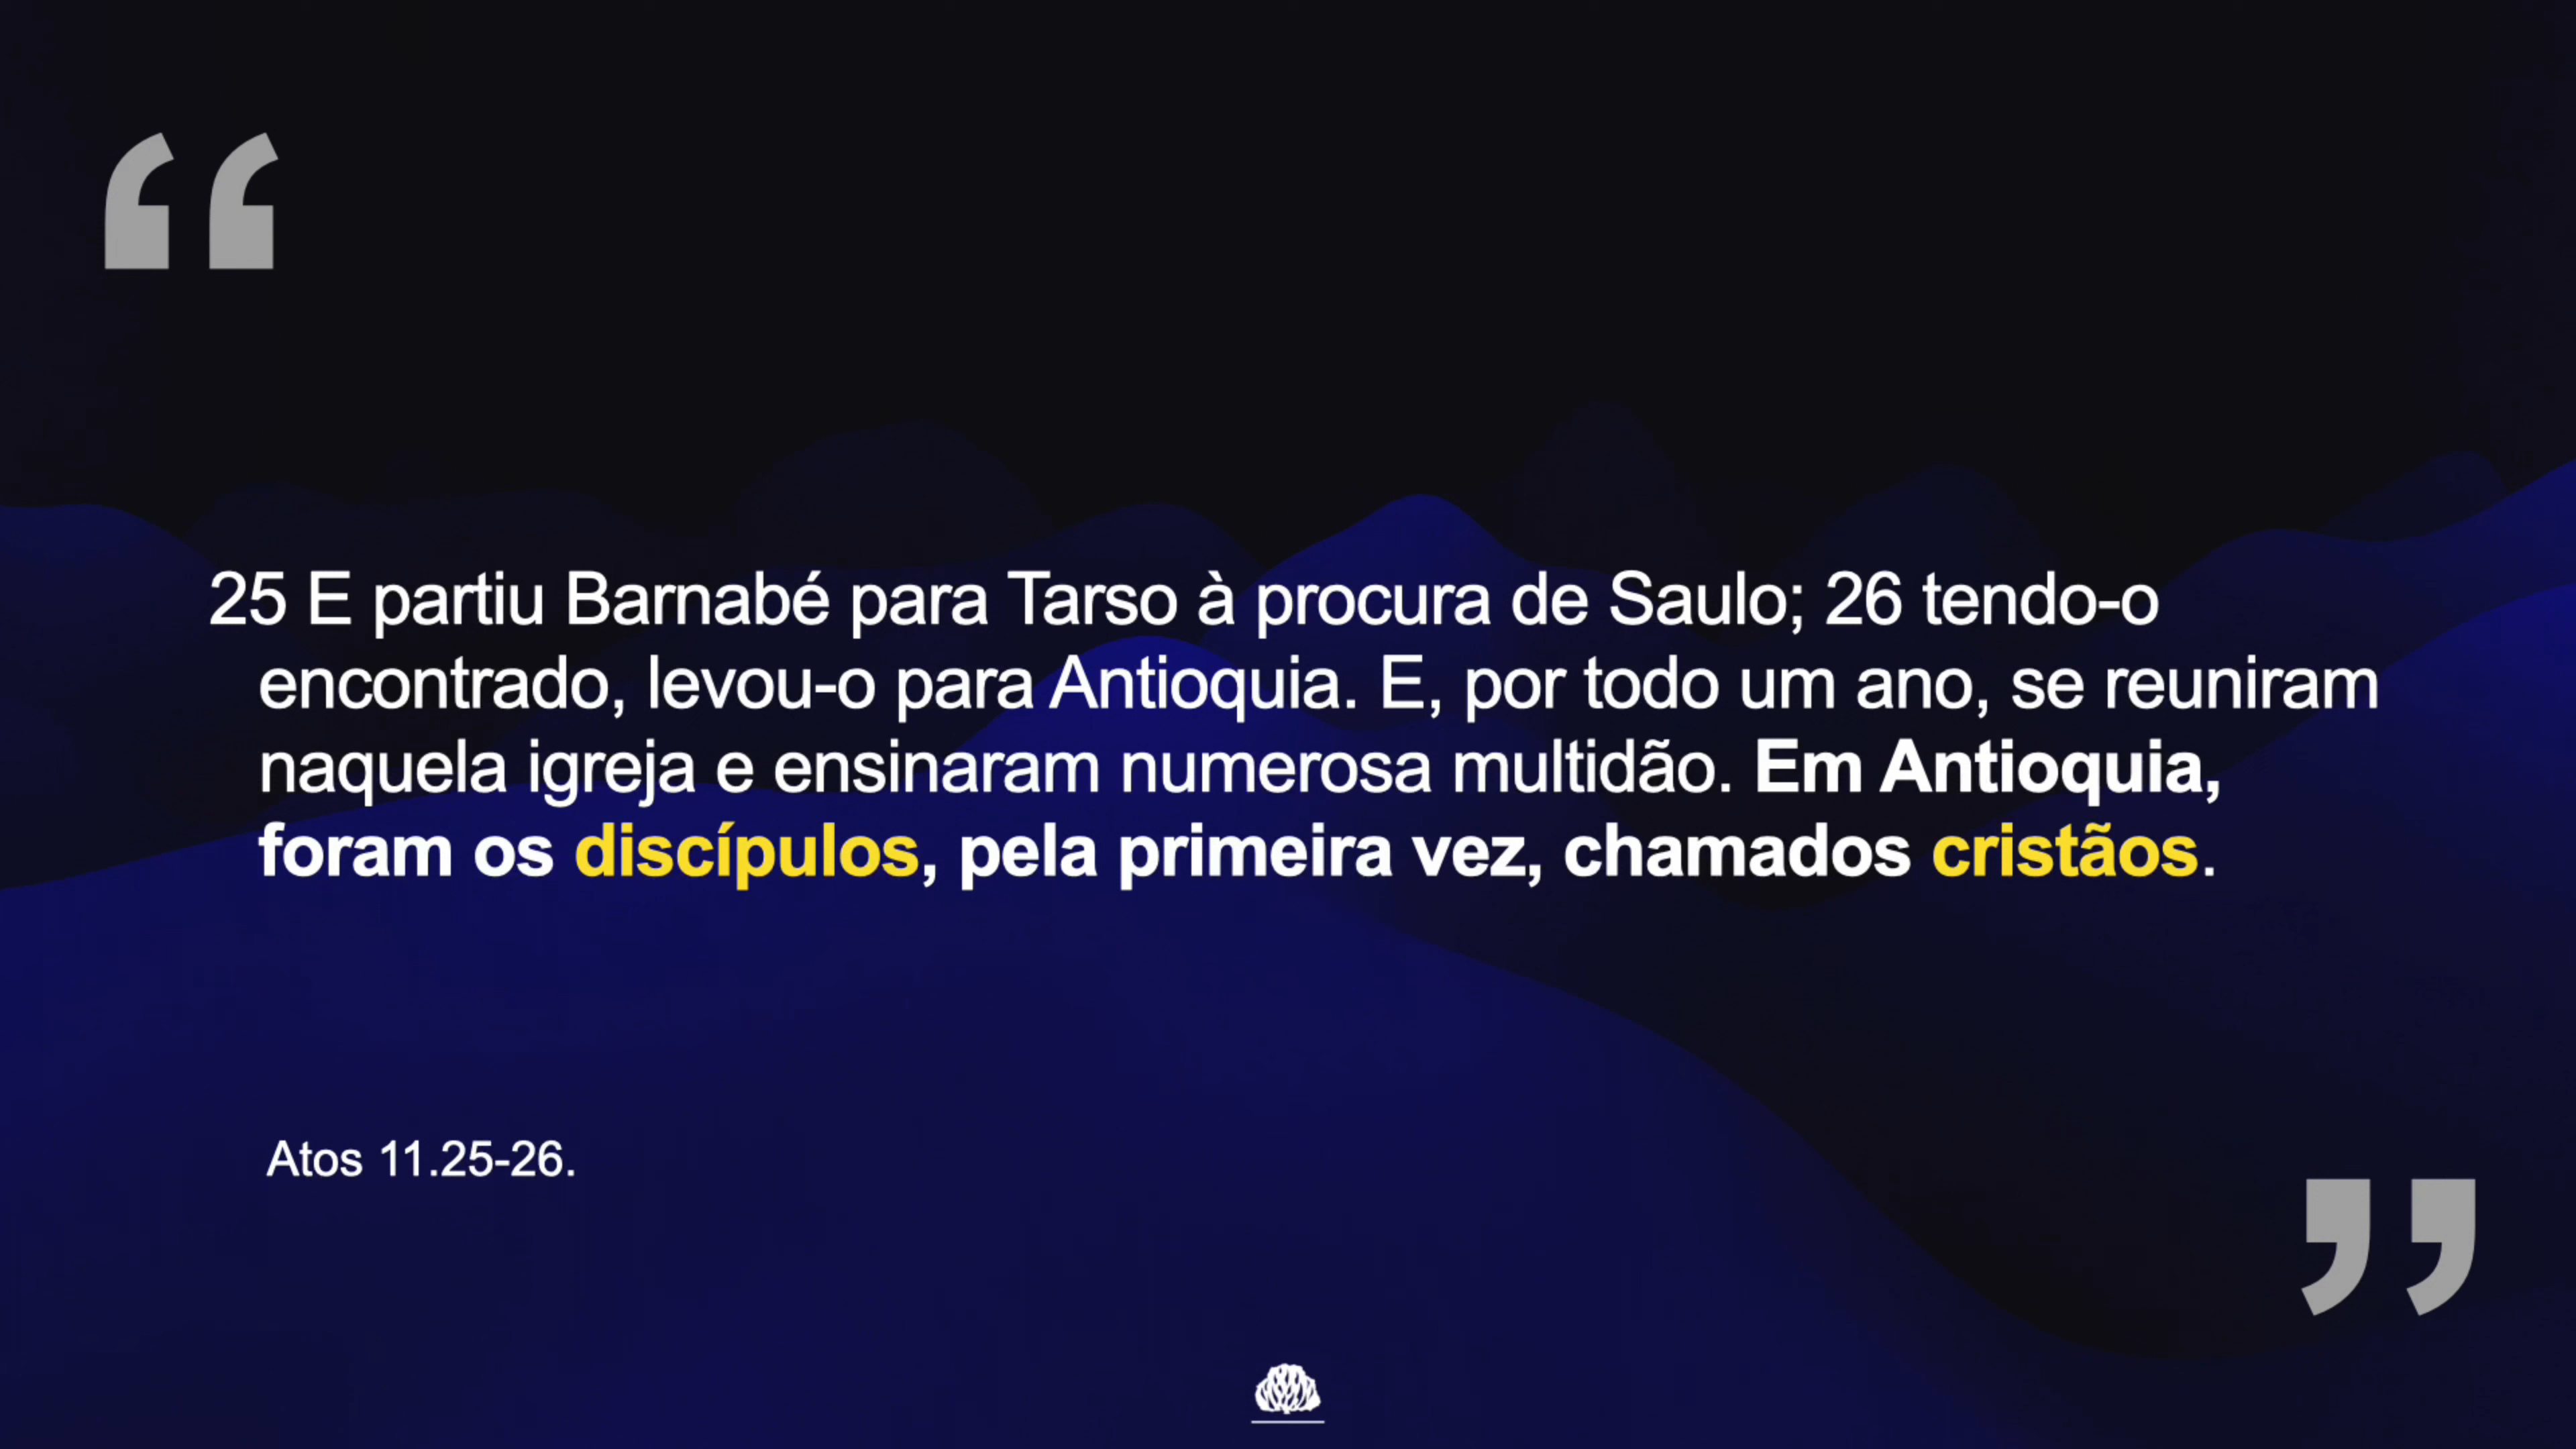 “
25 E partiu Barnabé para Tarso à procura de Saulo; 26 tendo-o
encontrado, levou-o para Antioquia. E, por todo um ano, se reuniram
naquela igreja e ensinaram numerosa multidão. Em Antioquia,
foram os discípulos, pela primeira vez, chamados cristãos.
Atos 11.25-26.
”